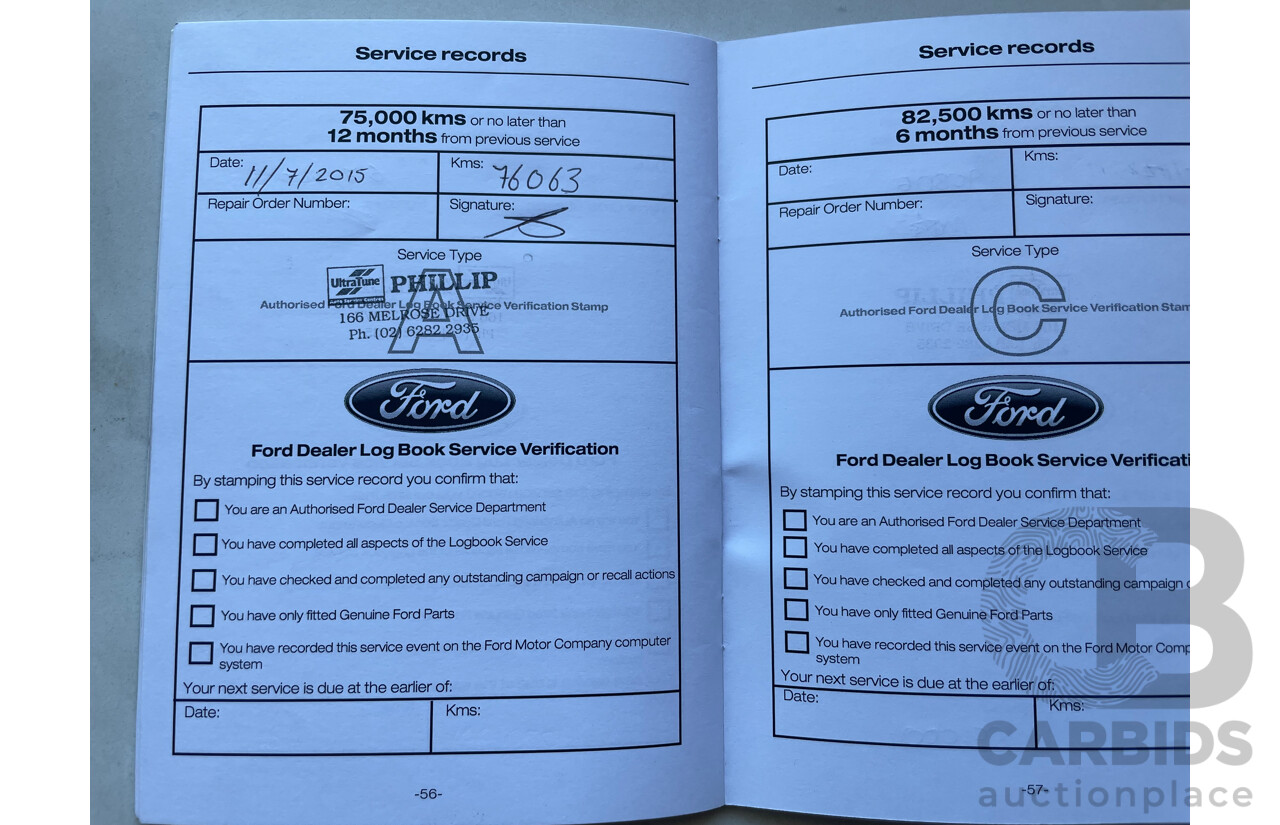 Service records
75,000 kms or no later than
12 months from previous service
Date: 11/7/2015
Kms: 76063
Repair Order Number:
Signature:
Service Type
A
UltraTune
PHILLIP
Authorised Ford Dealer Log Book Service Verification Stamp
166 MELROSE DRIVE
Ph. (02) 6282 2935
Ford
Ford Dealer Log Book Service Verification
By stamping this service record you confirm that:
You are an Authorised Ford Dealer Service Department
You have completed all aspects of the Logbook Service
You have checked and completed any outstanding campaign or recall actions
You have only fitted Genuine Ford Parts
You have recorded this service event on the Ford Motor Company computer
system
Your next service is due at the earlier of:
Date:
Kms:
-56-
Service records
82,500 kms or no later than
6 months from previous service
Date:
Kms:
Repair Order Number:
Signature:
Service Type
C
Authorised Ford Dealer Log Book Service Verification Stam
Ford
Ford Dealer Log Book Service Verificati
By stamping this service record you confirm that:
You are an Authorised Ford Dealer Service Department
You have completed all aspects of the Logbook Service
You have checked and completed any outstanding campaign
You have only fitted Genuine Ford Parts
You have recorded this service event on the Ford Motor Comp
system
Your next service is due at the earlier of:
Date:
Kms:
-57-
CB
CARBIDS
auctionplace